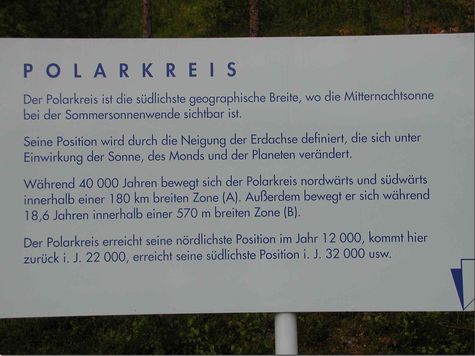 POLARKREIS
Der Polarkreis ist die südlichste geographische Breite, wo die Mitternachtsonne
bei der Sommersonnenwende sichtbar ist.
Seine Position wird durch die Neigung der Erdachse definiert, die sich unter
Einwirkung der Sonne, des Monds und der Planeten verändert.
Während 40 000 Jahren bewegt sich der Polarkreis nordwärts und südwärts
innerhalb einer 180 km breiten Zone (A). Außerdem bewegt er sich während
18,6 Jahren innerhalb einer 570 m breiten Zone (B).
Der Polarkreis erreicht seine nördlichste Position im Jahr 12 000, kommt hier
zurück i. J. 22 000, erreicht seine südlichste Position i. J. 32 000 usw.